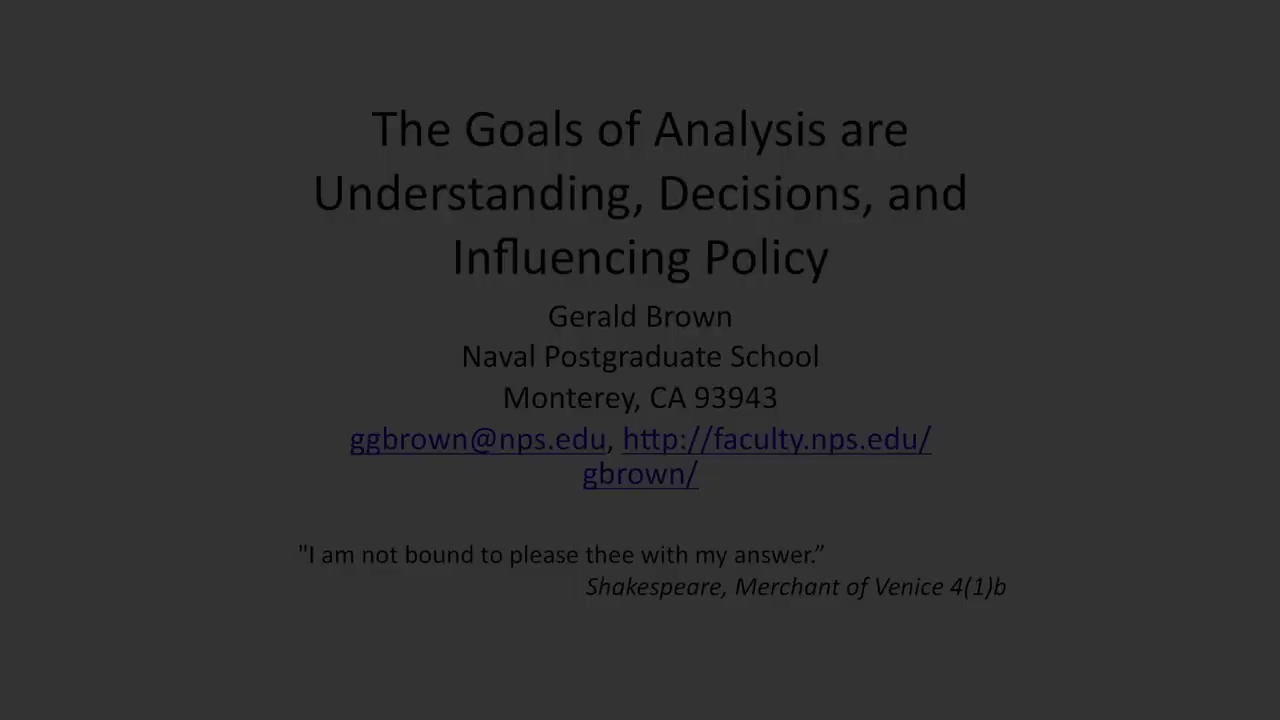 The Goals of Analysis are
Understanding, Decisions, and
Influencing Policy
Gerald Brown
Naval Postgraduate School
Monterey, CA 93943
ggbrown@nps.edu, http://faculty.nps.edu/
gbrown/
"I am not bound to please thee with my answer.”
Shakespeare, Merchant of Venice 4(1)b